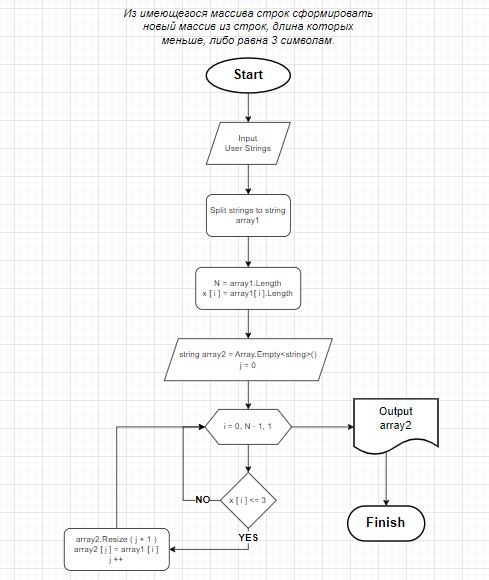 Из имеющегося массива строк сформировать
новый массив из строк, длина которых
меньше, либо равна 3 символам.
Start
Input
User Strings
Split strings to string
array1
N = array1.Length
x [ i ] = array1[ i ].Length
string array2 = Array.Empty<string>()
j = 0
i = 0, N - 1, 1
Output
array2
x [ i ] <= 3
NO
YES
Finish
array2.Resize ( j + 1 )
array2 [ j ] = array1 [ i ]
j ++